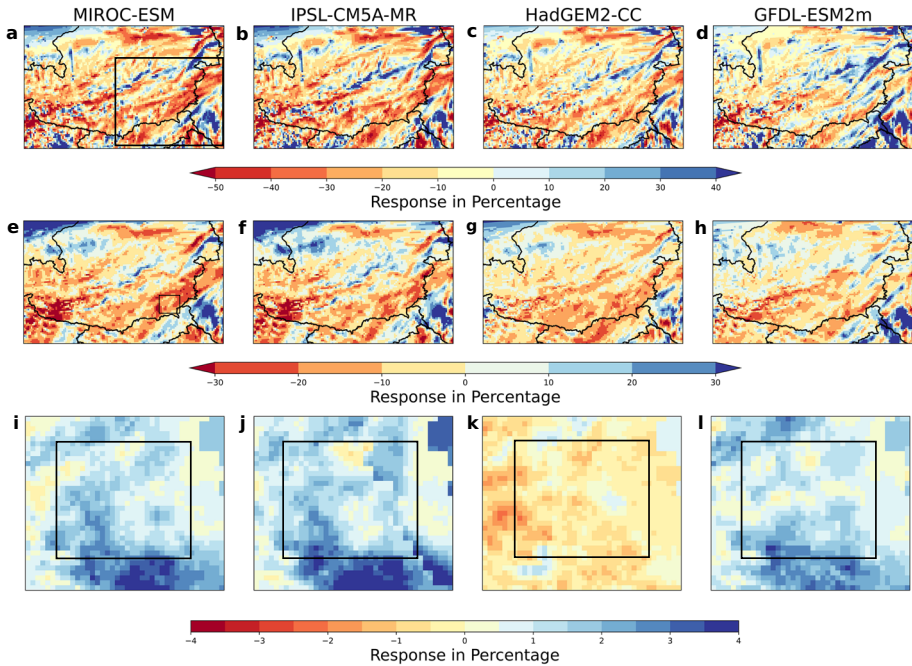 MIROC-ESM IPSL-CM5A-MR HadGEM2-CC GFDL-ESM2m
a b c d
−50 −40 −30 −20 −10 0 10 20 30 40
Response in Percentage
e f g h
−30 −20 −10 0 10 20 30
Response in Percentage
i j k l
−4 −3 −2 −1 0 1 2 3 4
Response in Percentage